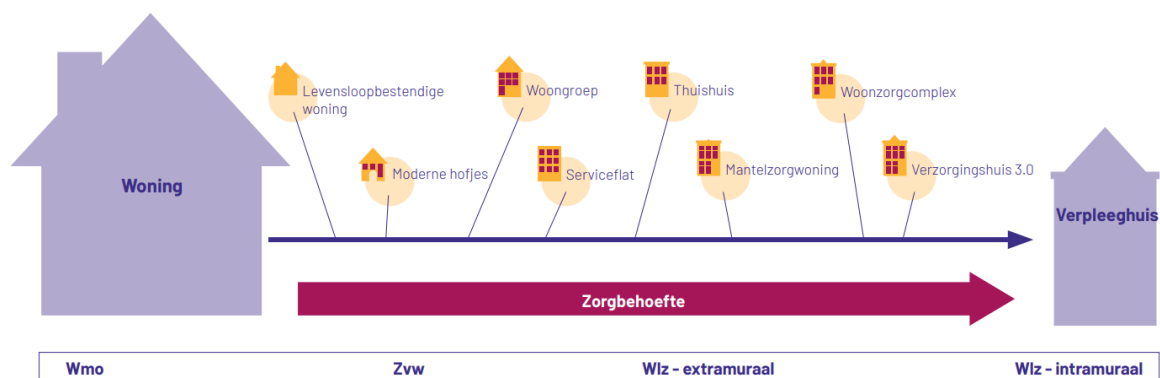 Levensloopbestendige
woning
Woongroep
Thuishuis
Woonzorgcomplex
Moderne hofjes
Serviceflat
Mantelzorgwoning
Verzorgingshuis 3.0
Woning
Verpleeghuis
Zorgbehoefte
Wmo
Zvw
Wlz - extramuraal
Wlz - intramuraal